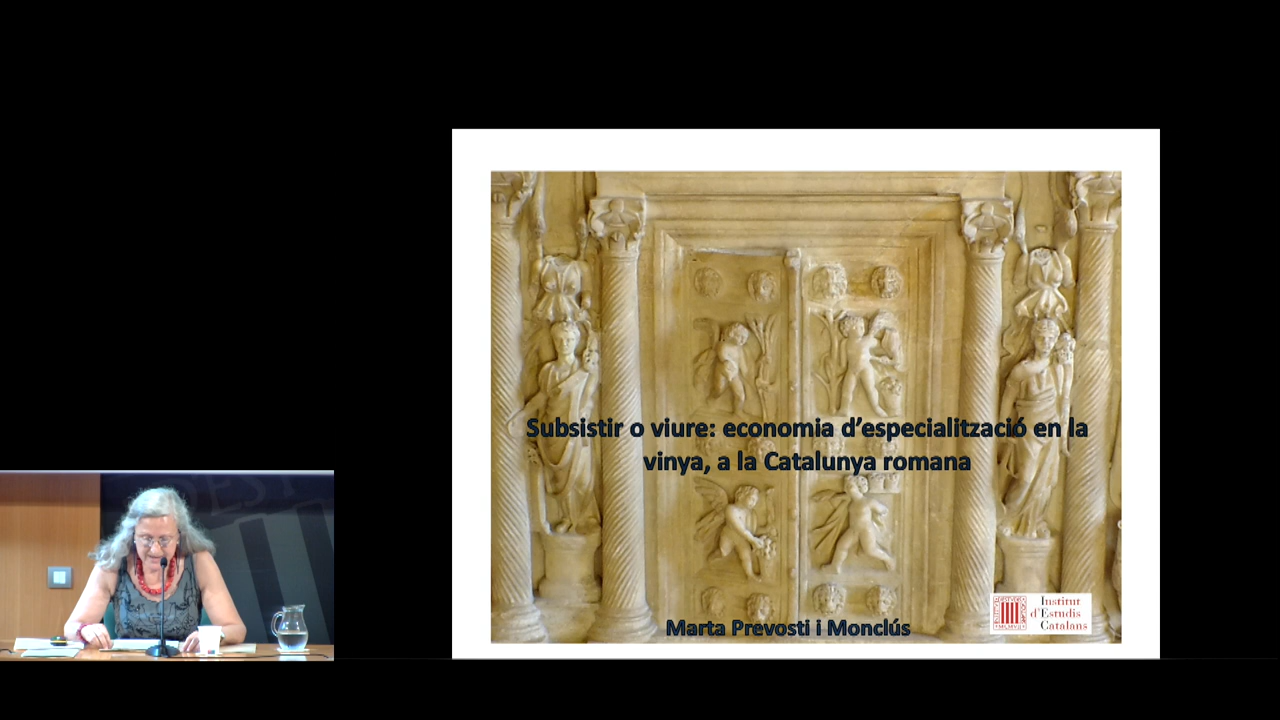 Subsistir o viure: economia d’especialització en la
vinya, a la Catalunya romana
Marta Prevosti i Monclús
Institut
d'Estudis
Catalans